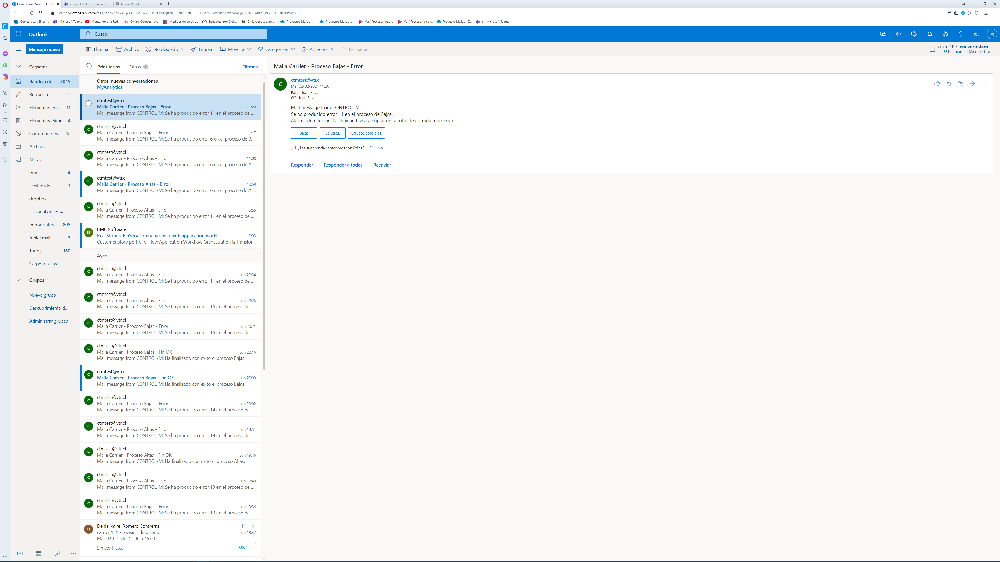 Correo: Juan Silva - Outloo
General (160K Comunicaci
Acceso Rápido
outlook.office365.com/mail/inbox/id/AAQkADk1M2M2ODY0LTIxMjItNGE5NC05NDE3LTIwMmFiYmNhZTYwYwAQAEL9%2FyBLcQhGiv2TBDBZPmM%3D
Correo: Juan Silva -...
Microsoft Teams
Montando una Red...
Online Courses - A...
Medidor de velocid...
Speedtest por Ookl...
Chile debuta este...
Proyectos Mallas -...
Proyectos Mallas -...
Ver "Procesos Incon...
Ver "Procesos incon...
Proyecto Mallas - O...
(1) Microsoft Teams
Outlook
Buscar
JS
Mensaje nuevo
Eliminar
Archivo
No deseado
Limpiar
Mover a
Categorizar
Posponer
Deshacer
carrier 111 - revision de diseñ
15:00 Reunión de Microsoft Te
Carpetas
Bandeja de... 3045
Borradores 91
Elementos envi... 11
Elementos elimi... 4
Correo no des... 12
Archivo
Notas
bmc 4
Destacados 1
dropbox
Historial de conv...
Importantes 806
Junk Email 7
Todos 160
Carpeta nueva
Grupos
Nuevo grupo
Descubrimiento d...
Administrar grupos
Prioritarios
Otros 1
Filtrar
Otros: nuevas conversaciones
MyAnalytics
ctmtest@vtr.cl
Malla Carrier - Proceso Bajas - Error 11:20
Mail message from CONTROL-M: Se ha producido error 11 en el proceso de ...
C
ctmtest@vtr.cl
Malla Carrier - Proceso Bajas - Error 11:17
Mail message from CONTROL-M: Se ha producido error 6 en el proceso de B...
C
ctmtest@vtr.cl
Malla Carrier - Proceso Altas - Error 11:08
Mail message from CONTROL-M: Se ha producido error 6 en el proceso de Al...
C
ctmtest@vtr.cl
Malla Carrier - Proceso Altas - Error 10:59
Mail message from CONTROL-M: Se ha producido error 6 en el proceso de Al...
C
ctmtest@vtr.cl
Malla Carrier - Proceso Altas - Error 10:55
Mail message from CONTROL-M: Se ha producido error 11 en el proceso de ...
BS
BMC Software
Real stories: FinServ companies win with application workfl... 10:03
Customer story portfolio: How Application Workflow Orchestration is Transfor...
Ayer
C
ctmtest@vtr.cl
Malla Carrier - Proceso Altas - Error Lun 20:34
Mail message from CONTROL-M: Se ha producido error 11 en el proceso de ...
C
ctmtest@vtr.cl
Malla Carrier - Proceso Altas - Error Lun 20:26
Mail message from CONTROL-M: Se ha producido error 15 en el proceso de ...
C
ctmtest@vtr.cl
Malla Carrier - Proceso Bajas - Error Lun 20:21
Mail message from CONTROL-M: Se ha producido error 15 en el proceso de ...
C
ctmtest@vtr.cl
Malla Carrier - Proceso Bajas - Fin OK Lun 20:16
Mail message from CONTROL-M: Ha finalizado con exito el proceso Bajas.
C
ctmtest@vtr.cl
Malla Carrier - Proceso Bajas - Fin OK Lun 20:09
Mail message from CONTROL-M: Ha finalizado con exito el proceso Bajas.
C
ctmtest@vtr.cl
Malla Carrier - Proceso Bajas - Error Lun 20:02
Mail message from CONTROL-M: Se ha producido error 14 en el proceso de ...
C
ctmtest@vtr.cl
Malla Carrier - Proceso Altas - Error Lun 19:51
Mail message from CONTROL-M: Se ha producido error 14 en el proceso de ...
C
ctmtest@vtr.cl
Malla Carrier - Proceso Altas - Fin OK Lun 19:46
Mail message from CONTROL-M: Ha finalizado con exito el proceso Altas.
C
ctmtest@vtr.cl
Malla Carrier - Proceso Altas - Error Lun 19:40
Mail message from CONTROL-M: Se ha producido error 13 en el proceso de ...
C
ctmtest@vtr.cl
Malla Carrier - Proceso Bajas - Error Lun 19:34
Mail message from CONTROL-M: Se ha producido error 13 en el proceso de ...
D
Denis Nairel Romero Contreras
carrier 111 - revision de diseño Lun 18:37
Mar 02-02, 'de' 15:00 a 16:00
Sin conflictos RSVP
Malla Carrier - Proceso Bajas - Error
C
ctmtest@vtr.cl
Mar 02-02-2021 11:20
Para: Juan Silva
CC: Juan Silva
Mail message from CONTROL-M:
Se ha producido error 11 en el proceso de Bajas.
Alarma de negocio: No hay archivos a copiar en la ruta  de entrada a proceso
Bajas
Saludos.
Saludos cordiales.
¿Las sugerencias anteriores son útiles? Sí No
Responder
Responder a todos
Reenviar